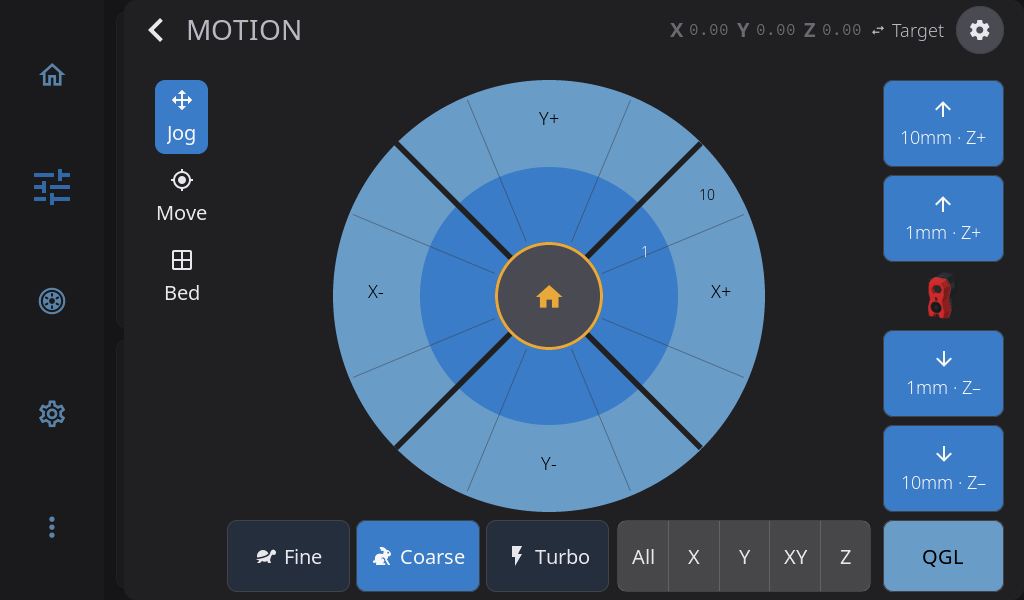 MOTION
X 0.00 Y 0.00 Z 0.00 Target
Jog
Move
Bed
Y+
10
1
X-
X+
Y-
10mm · Z+
1mm · Z+
1mm · Z–
10mm · Z–
Fine
Coarse
Turbo
All
X
Y
XY
Z
QGL